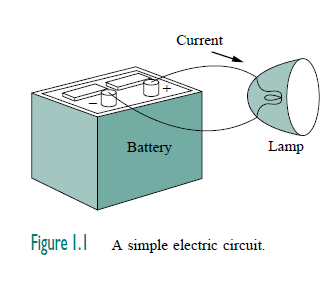 Current
+
−
Battery
Lamp
Figure 1.1 A simple electric circuit.